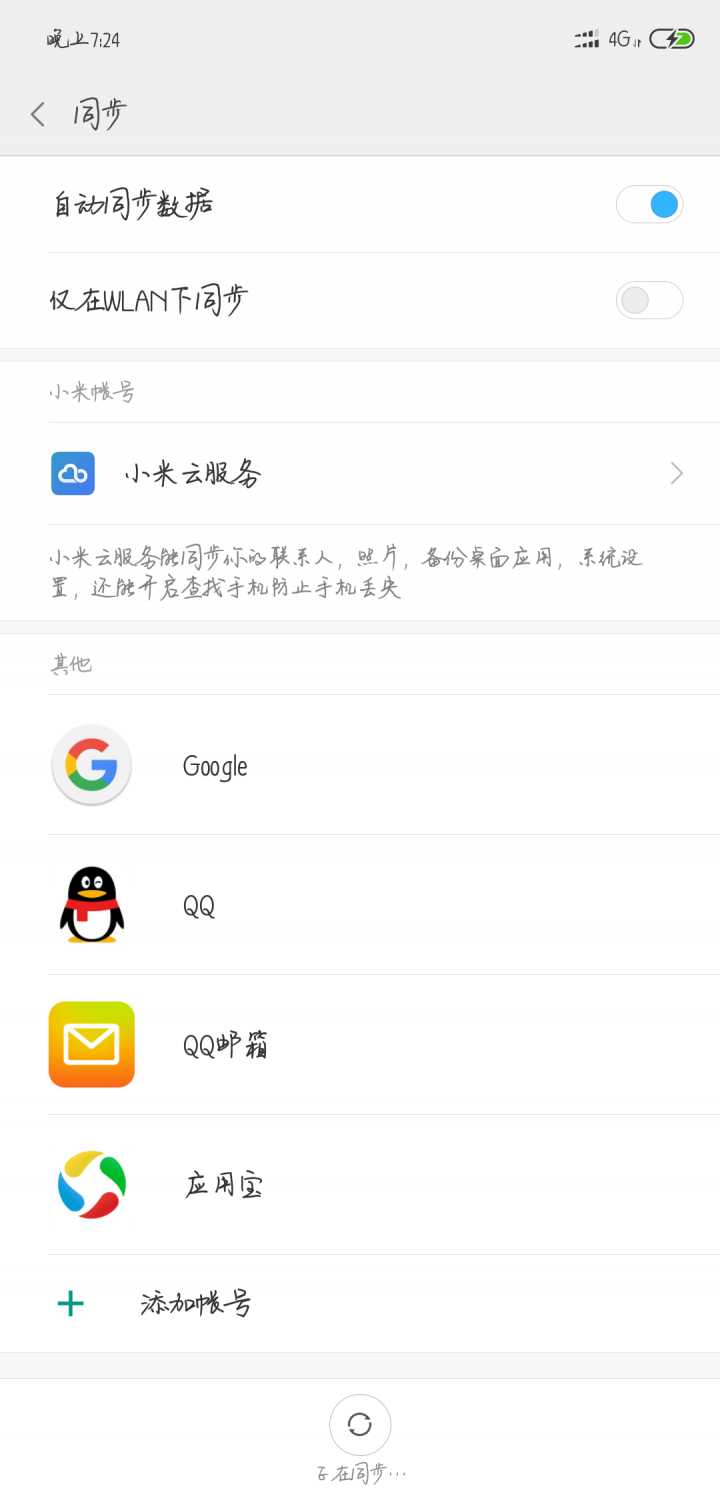 晚上7:24
4G
同步
自动同步数据
仅在WLAN下同步
小米帐号
小米云服务
小米云服务能同步你的联系人，照片，备份桌面应用，系统设
置，还能开启查找手机防止手机丢失
其他
Google
QQ
QQ邮箱
应用宝
添加帐号
正在同步…